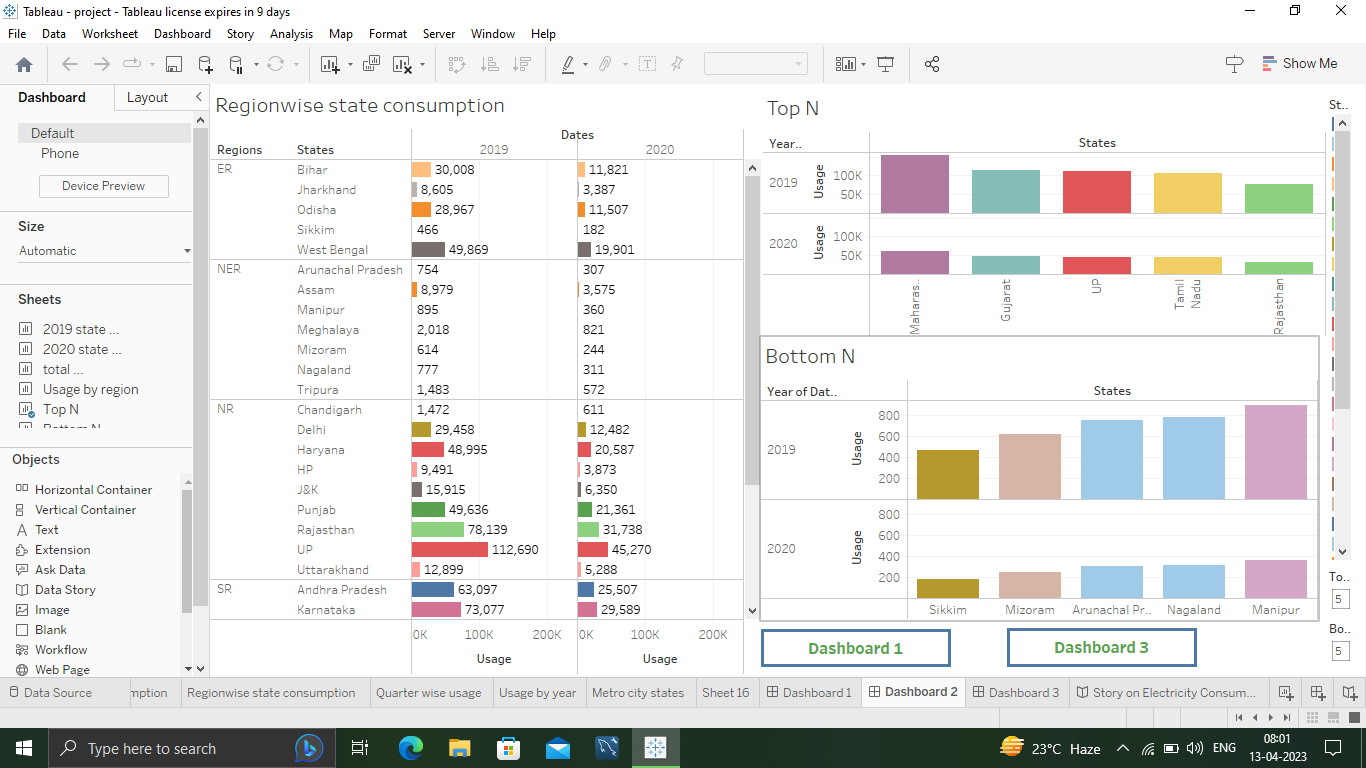 Tableau - project - Tableau license expires in 9 days
File Data Worksheet Dashboard Story Analysis Map Format Server Window Help
Show Me
Dashboard Layout
Default
Phone
Device Preview
Size
Automatic
Sheets
2019 state ...
2020 state ...
total ...
Usage by region
Top N
Bottom N
Objects
Horizontal Container
Vertical Container
Text
Extension
Ask Data
Data Story
Image
Blank
Workflow
Web Page
Regionwise state consumption
Dates
Regions States 2019 2020
ER Bihar 30,008 11,821
Jharkhand 8,605 3,387
Odisha 28,967 11,507
Sikkim 466 182
West Bengal 49,869 19,901
NER Arunachal Pradesh 754 307
Assam 8,979 3,575
Manipur 895 360
Meghalaya 2,018 821
Mizoram 614 244
Nagaland 777 311
Tripura 1,483 572
NR Chandigarh 1,472 611
Delhi 29,458 12,482
Haryana 48,995 20,587
HP 9,491 3,873
J&K 15,915 6,350
Punjab 49,636 21,361
Rajasthan 78,139 31,738
UP 112,690 45,270
Uttarakhand 12,899 5,288
SR Andhra Pradesh 63,097 25,507
Karnataka 73,077 29,589
0K 100K 200K 0K 100K 200K
Usage Usage
Top N
Year.. States
2019 Usage 100K
50K
2020 Usage 100K
50K
Maharas.. Gujarat UP Tamil Nadu Rajasthan
Bottom N
Year of Dat.. States
2019 Usage 800
600
400
200
2020 Usage 800
600
400
200
Sikkim Mizoram Arunachal Pr.. Nagaland Manipur
Dashboard 1 Dashboard 3
St..
To..
5
Bo..
5
Data Source mption Regionwise state consumption Quarter wise usage Usage by year Metro city states Sheet 16 Dashboard 1 Dashboard 2 Dashboard 3 Story on Electricity Consum...
Type here to search
23°C Haze ENG 08:01
13-04-2023